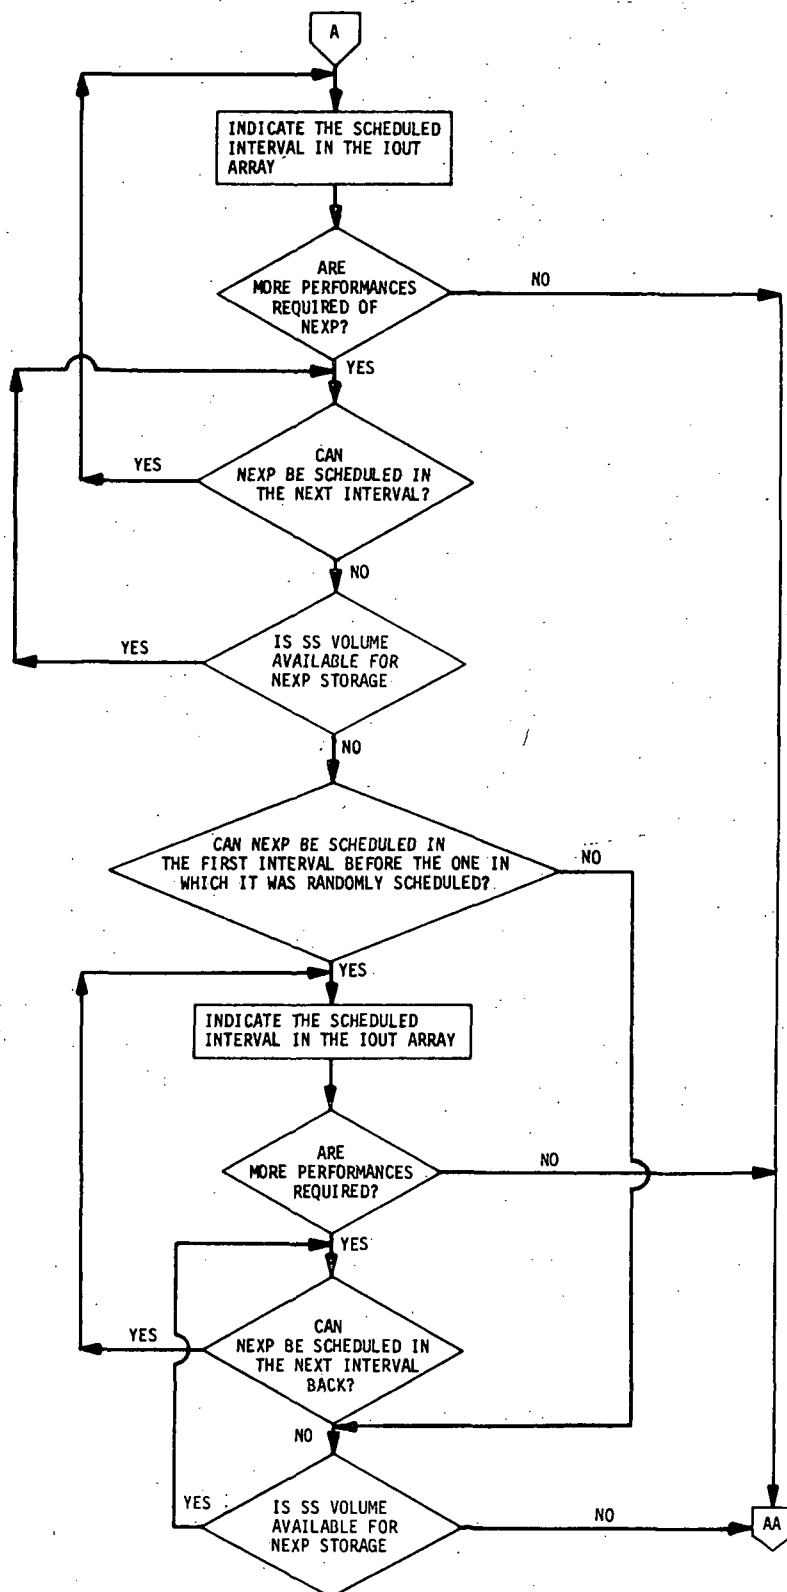 A
INDICATE THE SCHEDULED
INTERVAL IN THE IOUT
ARRAY
ARE
MORE PERFORMANCES
REQUIRED OF
NEXP?
NO
YES
CAN
NEXP BE SCHEDULED IN
THE NEXT INTERVAL?
YES
NO
IS SS VOLUME
AVAILABLE FOR
NEXP STORAGE
YES
NO
CAN NEXP BE SCHEDULED IN
THE FIRST INTERVAL BEFORE THE ONE IN
WHICH IT WAS RANDOMLY SCHEDULED?
NO
YES
INDICATE THE SCHEDULED
INTERVAL IN THE IOUT ARRAY
ARE
MORE PERFORMANCES
REQUIRED?
NO
YES
CAN
NEXP BE SCHEDULED IN
THE NEXT INTERVAL
BACK?
YES
NO
IS SS VOLUME
AVAILABLE FOR
NEXP STORAGE
YES
NO
AA